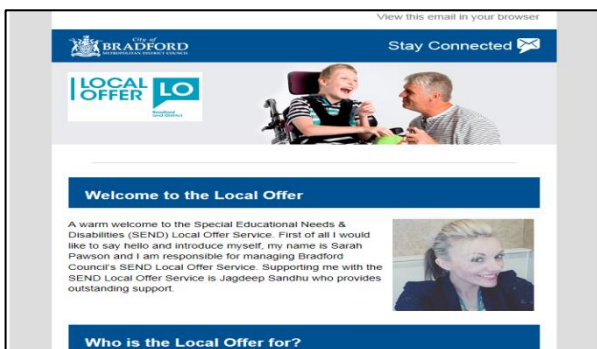 View this email in your browser
City of
BRADFORD
METROPOLITAN DISTRICT COUNCIL
Stay Connected
LOCAL
OFFER
LO
Bradford
and District
Welcome to the Local Offer
A warm welcome to the Special Educational Needs &
Disabilities (SEND) Local Offer Service. First of all I would
like to say hello and introduce myself, my name is Sarah
Pawson and I am responsible for managing Bradford
Council's SEND Local Offer Service. Supporting me with the
SEND Local Offer Service is Jagdeep Sandhu who provides
outstanding support.
Who is the Local Offer for?